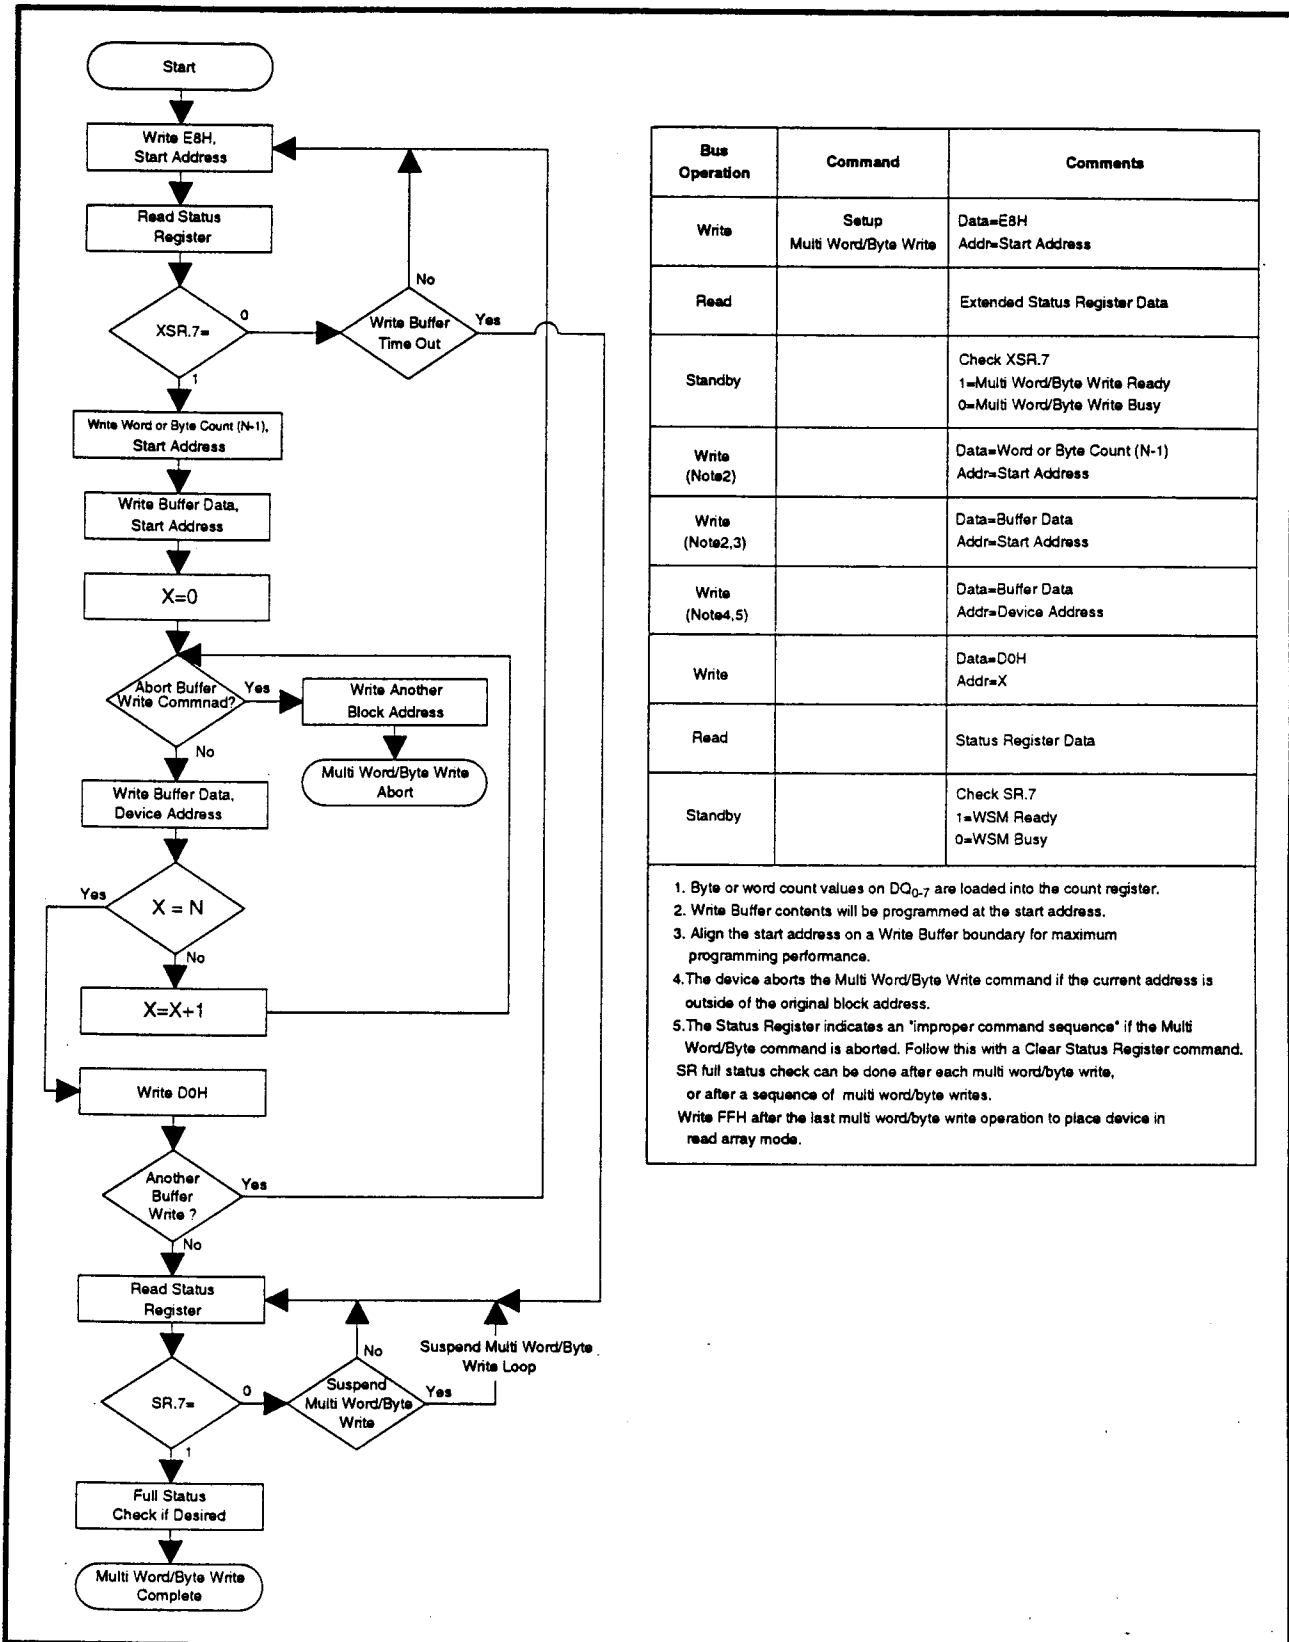 Start
Write E8H,
Start Address
Read Status
Register
XSR.7=
0
1
No
Write Buffer
Time Out
Yes
Write Word or Byte Count (N-1),
Start Address
Write Buffer Data,
Start Address
X=0
Abort Buffer
Write Commnad?
Yes
No
Write Another
Block Address
Multi Word/Byte Write
Abort
Write Buffer Data,
Device Address
Yes
X = N
No
X=X+1
Write D0H
Another
Buffer
Write ?
Yes
No
Read Status
Register
SR.7=
0
1
No
Suspend
Multi Word/Byte
Write
Yes
Suspend Multi Word/Byte
Write Loop
Full Status
Check if Desired
Multi Word/Byte Write
Complete
Bus
Operation
Command
Comments
Write
Setup
Multi Word/Byte Write
Data=E8H
Addr=Start Address
Read
Extended Status Register Data
Standby
Check XSR.7
1=Multi Word/Byte Write Ready
0=Multi Word/Byte Write Busy
Write
(Note2)
Data=Word or Byte Count (N-1)
Addr=Start Address
Write
(Note2,3)
Data=Buffer Data
Addr=Start Address
Write
(Note4,5)
Data=Buffer Data
Addr=Device Address
Write
Data=D0H
Addr=X
Read
Status Register Data
Standby
Check SR.7
1=WSM Ready
0=WSM Busy
1. Byte or word count values on DQ0-7 are loaded into the count register.
2. Write Buffer contents will be programmed at the start address.
3. Align the start address on a Write Buffer boundary for maximum
programming performance.
4.The device aborts the Multi Word/Byte Write command if the current address is
outside of the original block address.
5.The Status Register indicates an "improper command sequence" if the Multi
Word/Byte command is aborted. Follow this with a Clear Status Register command.
SR full status check can be done after each multi word/byte write,
or after a sequence of multi word/byte writes.
Write FFH after the last multi word/byte write operation to place device in
read array mode.